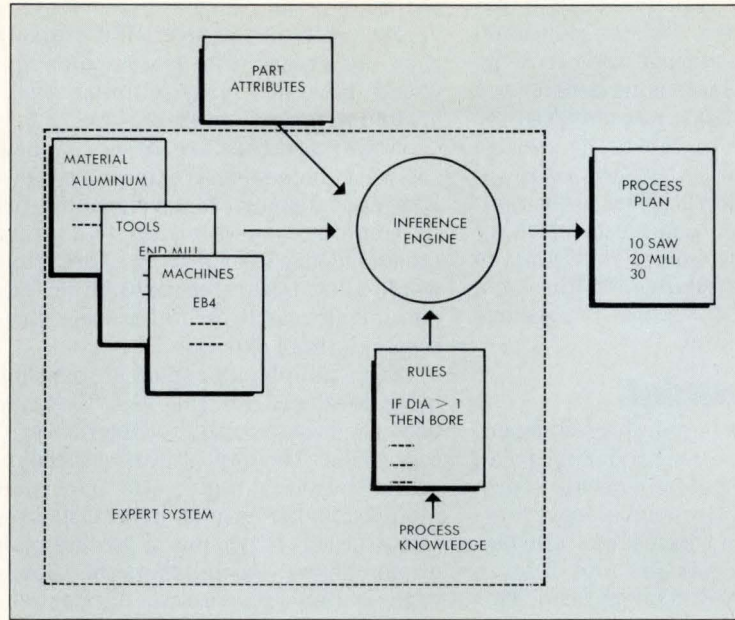 PART
ATTRIBUTES
MATERIAL
ALUMINUM
TOOLS
END MILL
MACHINES
EB4
INFERENCE
ENGINE
PROCESS
PLAN
10 SAW
20 MILL
30
RULES
IF DIA > 1
THEN BORE
EXPERT SYSTEM
PROCESS
KNOWLEDGE